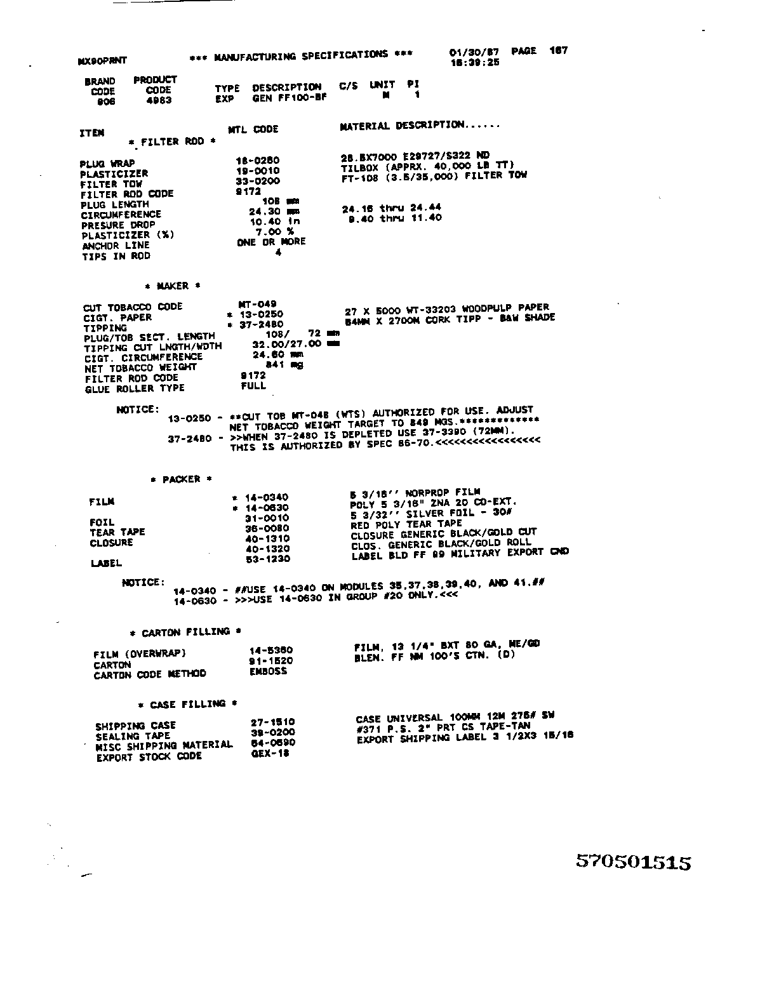 MX90PRNT *** MANUFACTURING SPECIFICATIONS *** 01/30/87 PAGE 167
16:39:25
BRAND PRODUCT
CODE CODE TYPE DESCRIPTION C/S UNIT PI
906 4983 EXP GEN FF100-BF M 1
ITEM MTL CODE MATERIAL DESCRIPTION......
* FILTER ROD *
PLUG WRAP 18-0280 26.5X7000 E29727/S322 ND
PLASTICIZER 19-0010 TILBOX (APPRX. 40,000 LB TT)
FILTER TOW 33-0200 FT-108 (3.5/35,000) FILTER TOW
FILTER ROD CODE 9172
PLUG LENGTH 108 mm
CIRCUMFERENCE 24.30 mm 24.16 thru 24.44
PRESURE DROP 10.40 in 9.40 thru 11.40
PLASTICIZER (%) 7.00 %
ANCHOR LINE ONE OR MORE
TIPS IN ROD 4
* MAKER *
CUT TOBACCO CODE MT-049
CIGT. PAPER * 13-0250 27 X 5000 WT-33203 WOODPULP PAPER
TIPPING * 37-2480 64MM X 2700M CORK TIPP - B&W SHADE
PLUG/TOB SECT. LENGTH 108/ 72 mm
TIPPING CUT LNGTH/WDTH 32.00/27.00 mm
CIGT. CIRCUMFERENCE 24.80 mm
NET TOBACCO WEIGHT 841 mg
FILTER ROD CODE 9172
GLUE ROLLER TYPE FULL
NOTICE:
13-0250 - **CUT TOB MT-048 (WTS) AUTHORIZED FOR USE. ADJUST
NET TOBACCO WEIGHT TARGET TO 849 MGS.*************
37-2480 - >>WHEN 37-2480 IS DEPLETED USE 37-3390 (72MM).
THIS IS AUTHORIZED BY SPEC 86-70.<<<<<<<<<<<<<<<<<
* PACKER *
FILM * 14-0340 5 3/16'' NORPROP FILM
* 14-0630 POLY 5 3/16" ZNA 20 CO-EXT.
FOIL 31-0010 5 3/32'' SILVER FOIL - 30#
TEAR TAPE 36-0080 RED POLY TEAR TAPE
CLOSURE 40-1310 CLOSURE GENERIC BLACK/GOLD CUT
40-1320 CLOS. GENERIC BLACK/GOLD ROLL
LABEL 53-1230 LABEL BLD FF 99 MILITARY EXPORT CND
NOTICE:
14-0340 - ##USE 14-0340 ON MODULES 35,37,38,39,40, AND 41.##
14-0630 - >>>USE 14-0630 IN GROUP #20 ONLY.<<<
* CARTON FILLING *
FILM (OVERWRAP) 14-5360 FILM, 13 1/4" BXT 80 GA, ME/GD
CARTON 91-1520 BLEN. FF NM 100'S CTN. (D)
CARTON CODE METHOD EMBOSS
* CASE FILLING *
SHIPPING CASE 27-1510 CASE UNIVERSAL 100MM 12M 275# SW
SEALING TAPE 39-0200 #371 P.S. 2" PRT CS TAPE-TAN
MISC SHIPPING MATERIAL 54-0590 EXPORT SHIPPING LABEL 3 1/2X3 15/16
EXPORT STOCK CODE GEX-18
570501515